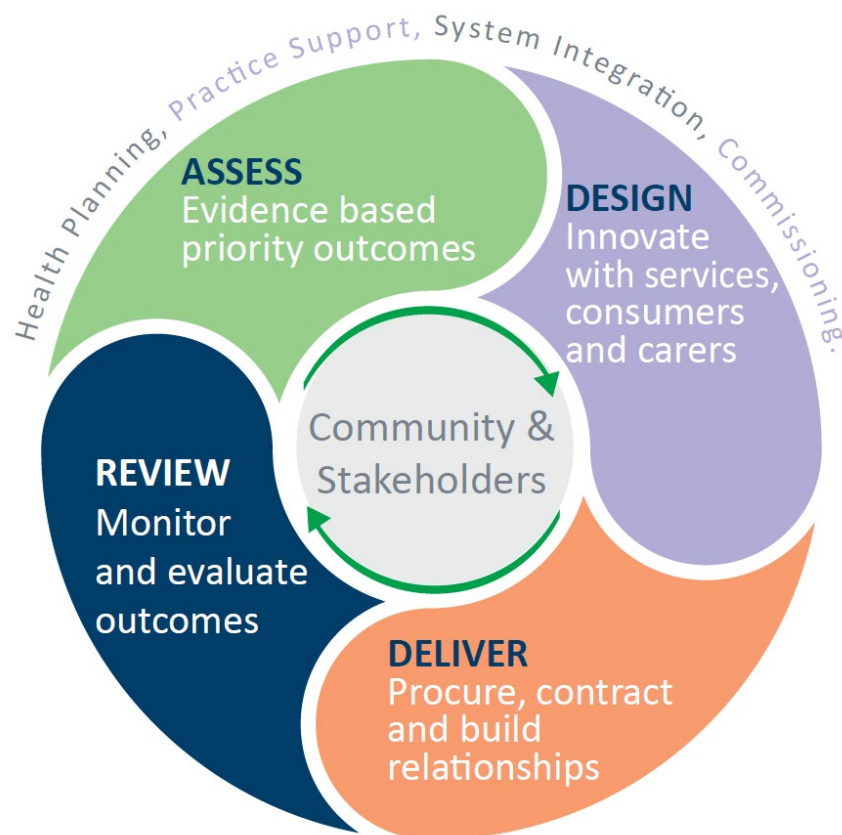 Health Planning, Practice Support, System Integration, Commissioning.
ASSESS
Evidence based
priority outcomes
DESIGN
Innovate
with services,
consumers
and carers
Community &
Stakeholders
REVIEW
Monitor
and evaluate
outcomes
DELIVER
Procure, contract
and build
relationships